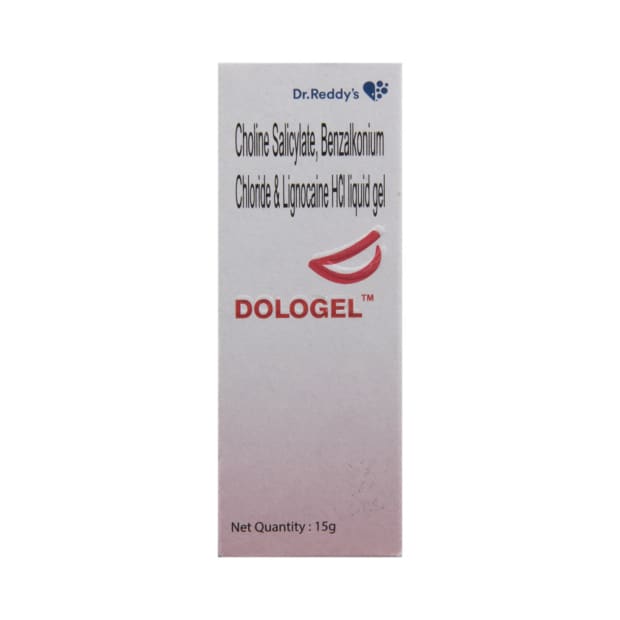 Dr.Reddy's
Choline Salicylate, Benzalkonium
Chloride & Lignocaine HCl liquid gel
DOLOGEL™
Net Quantity : 15g